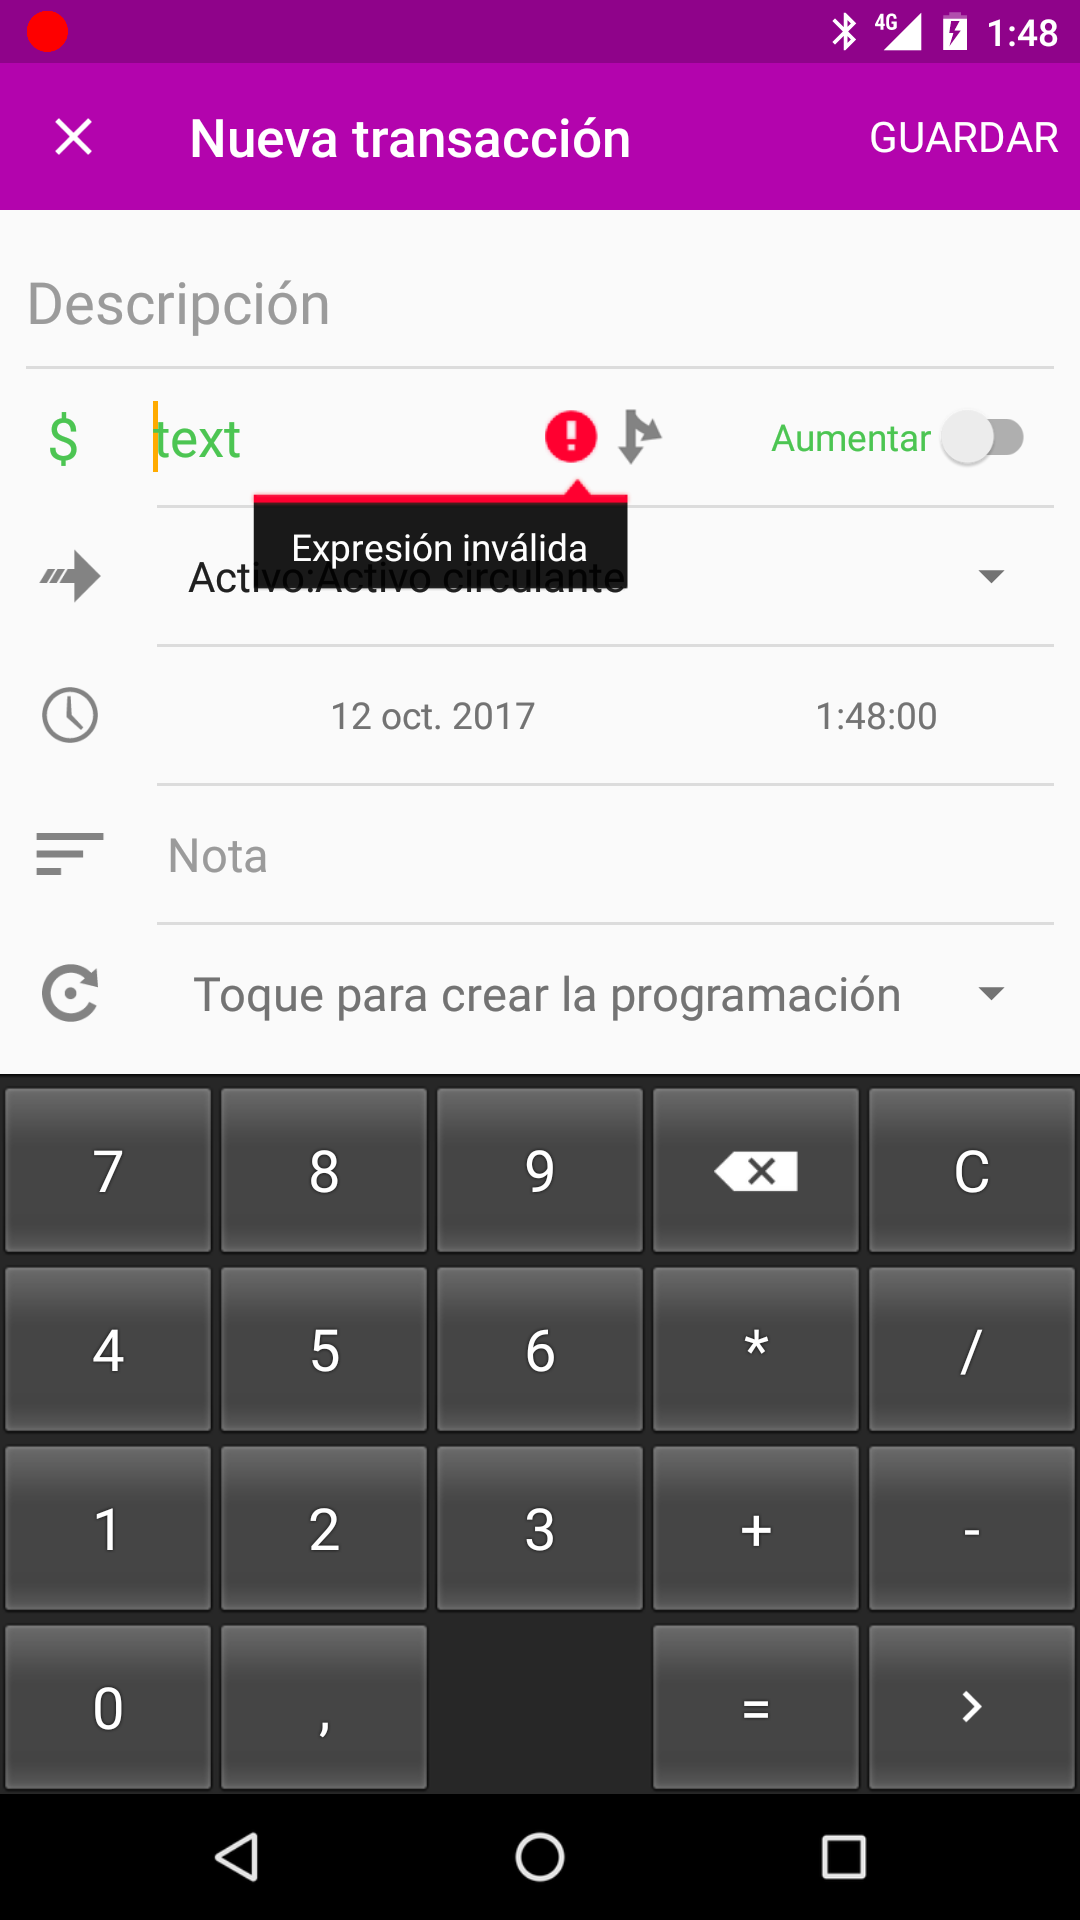 4G 1:48
Nueva transacción GUARDAR
Descripción
$ text Aumentar
Expresión inválida
Activo:Activo circulante
12 oct. 2017 1:48:00
Nota
Toque para crear la programación
7 8 9 C
4 5 6 * /
1 2 3 + -
0 , = >